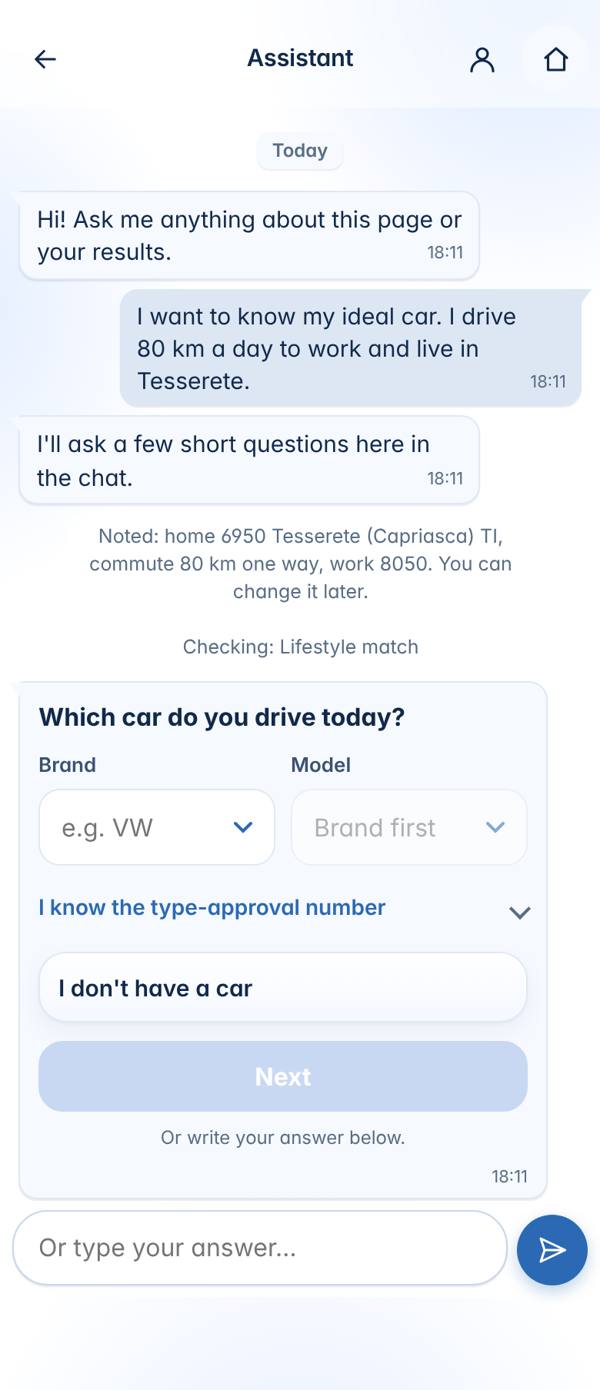 Assistant
Today
Hi! Ask me anything about this page or
your results.
18:11
I want to know my ideal car. I drive
80 km a day to work and live in
Tesserete.
18:11
I'll ask a few short questions here in
the chat.
18:11
Noted: home 6950 Tesserete (Capriasca) TI,
commute 80 km one way, work 8050. You can
change it later.
Checking: Lifestyle match
Which car do you drive today?
Brand
Model
e.g. VW
Brand first
I know the type-approval number
I don't have a car
Next
Or write your answer below.
18:11
Or type your answer...